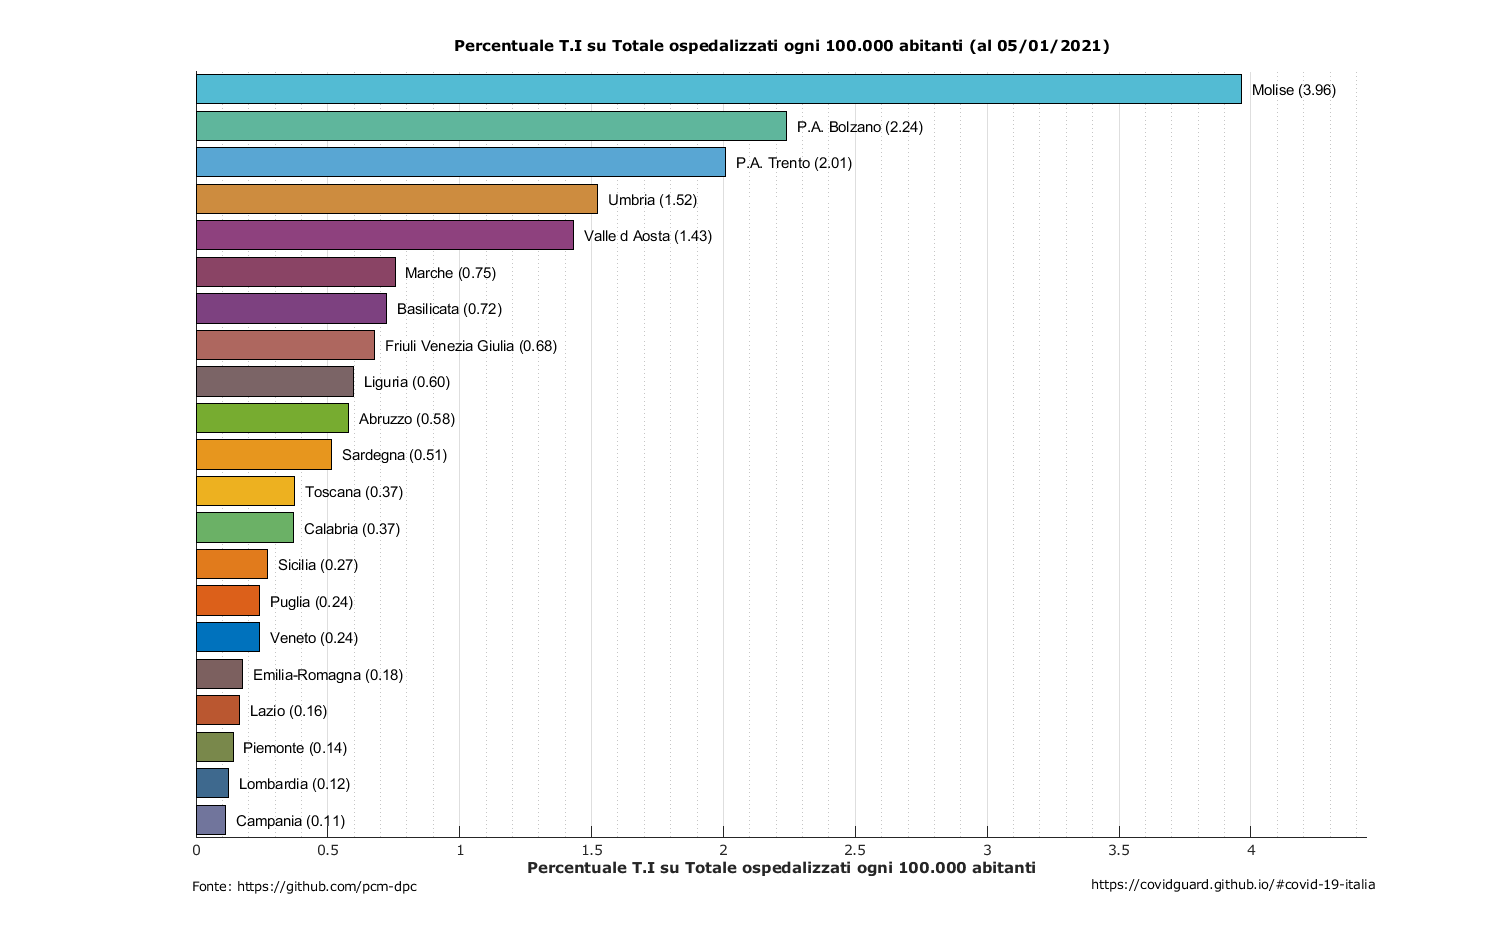 Percentuale T.I su Totale ospedalizzati ogni 100.000 abitanti (al 05/01/2021)
Molise (3.96)
P.A. Bolzano (2.24)
P.A. Trento (2.01)
Umbria (1.52)
Valle d Aosta (1.43)
Marche (0.75)
Basilicata (0.72)
Friuli Venezia Giulia (0.68)
Liguria (0.60)
Abruzzo (0.58)
Sardegna (0.51)
Toscana (0.37)
Calabria (0.37)
Sicilia (0.27)
Puglia (0.24)
Veneto (0.24)
Emilia-Romagna (0.18)
Lazio (0.16)
Piemonte (0.14)
Lombardia (0.12)
Campania (0.11)
0 0.5 1 1.5 2 2.5 3 3.5 4
Percentuale T.I su Totale ospedalizzati ogni 100.000 abitanti
Fonte: https://github.com/pcm-dpc
https://covidguard.github.io/#covid-19-italia